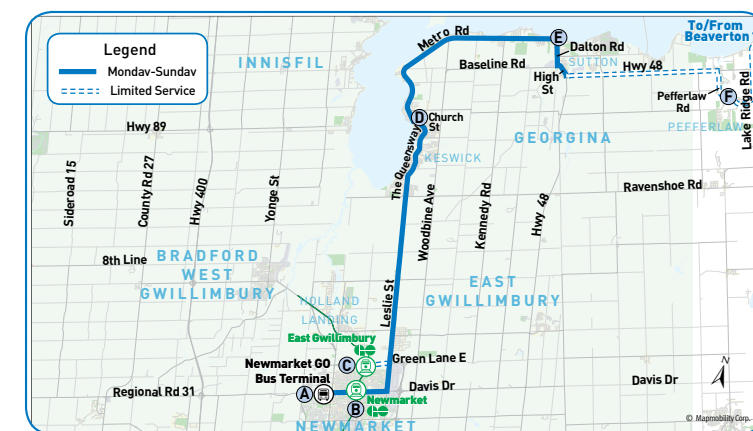 To/From
Beaverton
Legend
Monday-Sunday
Limited Service
INNISFIL
Metro Rd
E
Dalton Rd
SUTTON
Baseline Rd
Hwy 48
High
St
Pefferlaw
Rd
F
PEFFERLAW
Lake Ridge Rd
Hwy 89
D
Church
St
The Queensway
KESWICK
GEORGINA
Sideroad 15
County Rd 27
Hwy 400
Yonge St
Woodbine Ave
Kennedy Rd
Hwy 48
Ravenshoe Rd
8th Line
BRADFORD
WEST
GWILLIMBURY
EAST
GWILLIMBURY
HOLLAND
LANDING
Leslie St
East Gwillimbury
Newmarket GO
Bus Terminal
C
Green Lane E
Regional Rd 31
A
B
Newmarket
Davis Dr
Davis Dr
NEWMARKET
N
© Mapmobility Corp.